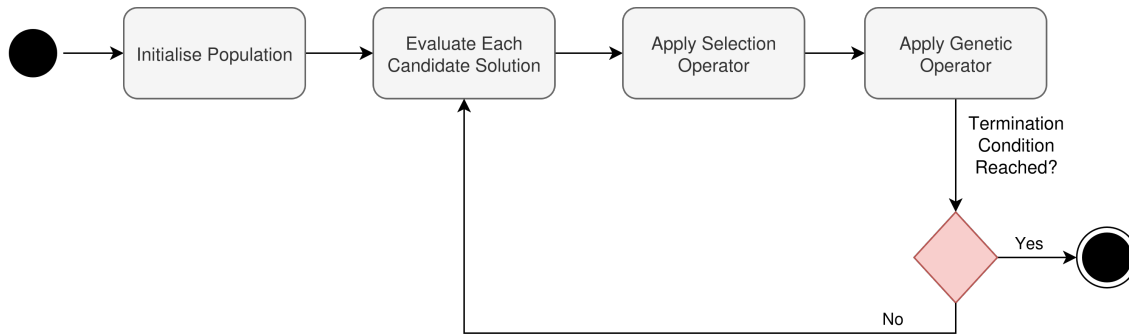 Initialise Population
Evaluate Each
Candidate Solution
Apply Selection
Operator
Apply Genetic
Operator
Termination
Condition
Reached?
Yes
No